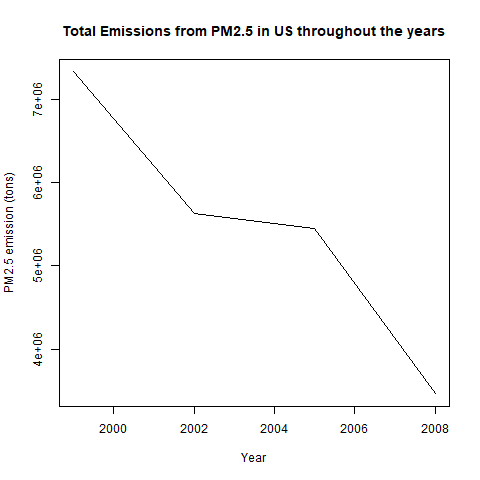 Total Emissions from PM2.5 in US throughout the years
PM2.5 emission (tons)
7e+06
6e+06
5e+06
4e+06
2000 2002 2004 2006 2008
Year